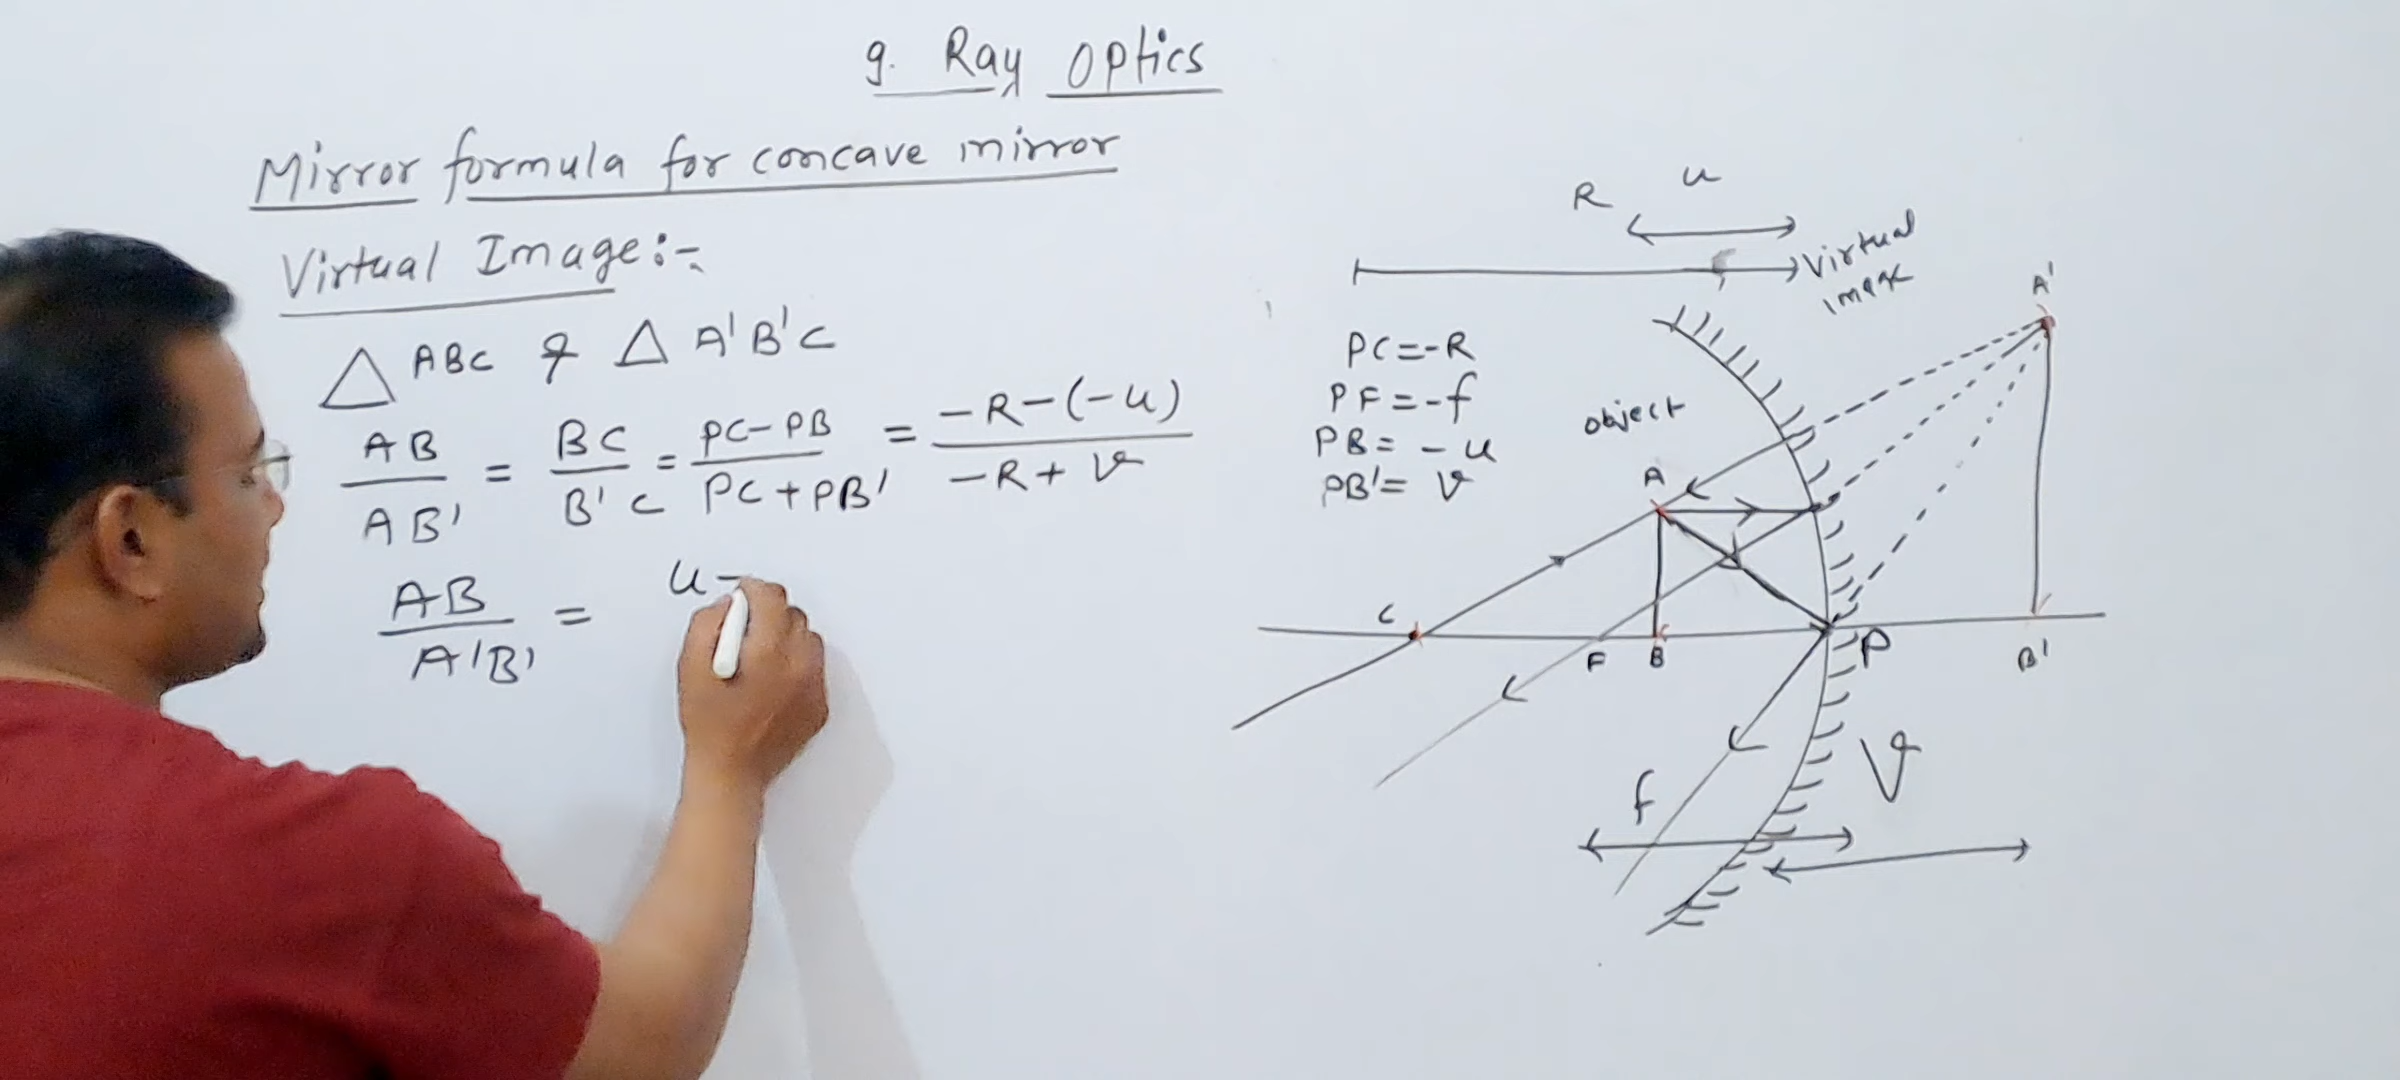 9. Ray Optics
Mirror formula for concave mirror
Virtual Image:-
△ ABC & △ A'B'C
AB/AB' = BC/B'C = PC-PB/PC+PB' = -R-(-u)/-R+v
AB/A'B' = u-
R
u
Virtual
image
PC=-R
PF=-f
PB=-u
PB'=v
object
A
A'
C
F
B
P
B'
f
v